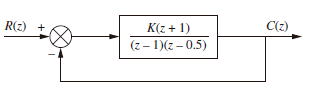 R(z) + K(z + 1) C(z)
(z – 1)(z – 0.5)
–